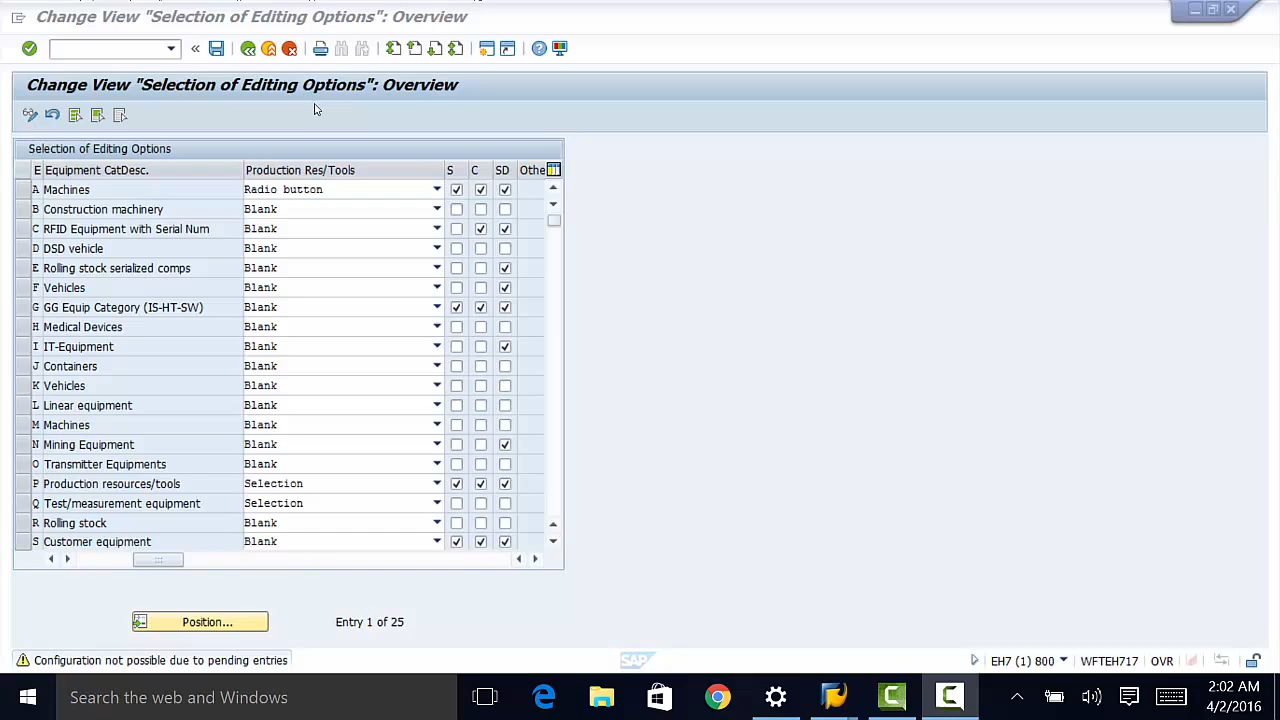 Change View "Selection of Editing Options": Overview
Change View "Selection of Editing Options": Overview
Selection of Editing Options
E Equipment CatDesc. Production Res/Tools S C SD Othe
A Machines Radio button
B Construction machinery Blank
C RFID Equipment with Serial Num Blank
D DSD vehicle Blank
E Rolling stock serialized comps Blank
F Vehicles Blank
G GG Equip Category (IS-HT-SW) Blank
H Medical Devices Blank
I IT-Equipment Blank
J Containers Blank
K Vehicles Blank
L Linear equipment Blank
M Machines Blank
N Mining Equipment Blank
O Transmitter Equipments Blank
P Production resources/tools Selection
Q Test/measurement equipment Selection
R Rolling stock Blank
S Customer equipment Blank
Position... Entry 1 of 25
Configuration not possible due to pending entries SAP EH7 (1) 800 WFTEH717 OVR
Search the web and Windows 2:02 AM
4/2/2016